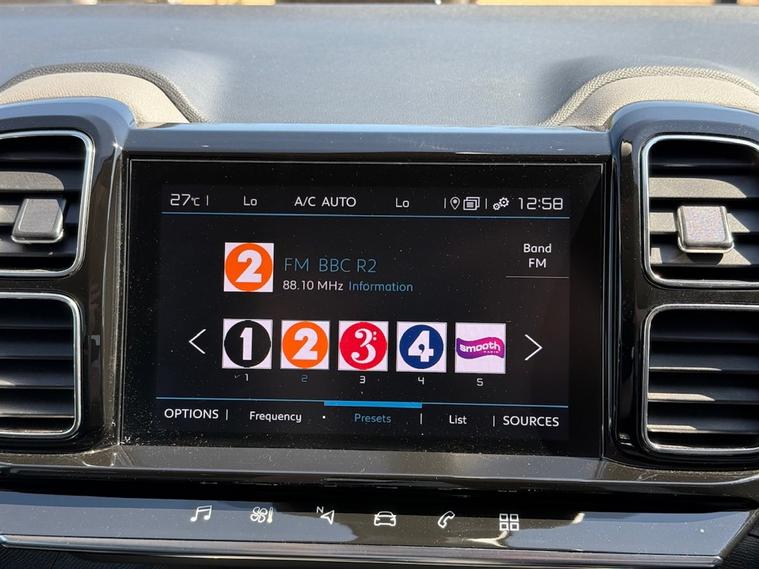 27°C Lo A/C AUTO Lo 12:58
2 FM BBC R2 Band
88.10 MHz Information FM
1 2 3 4 smooth RADIO
1 2 3 4 5
OPTIONS Frequency Presets List SOURCES
N